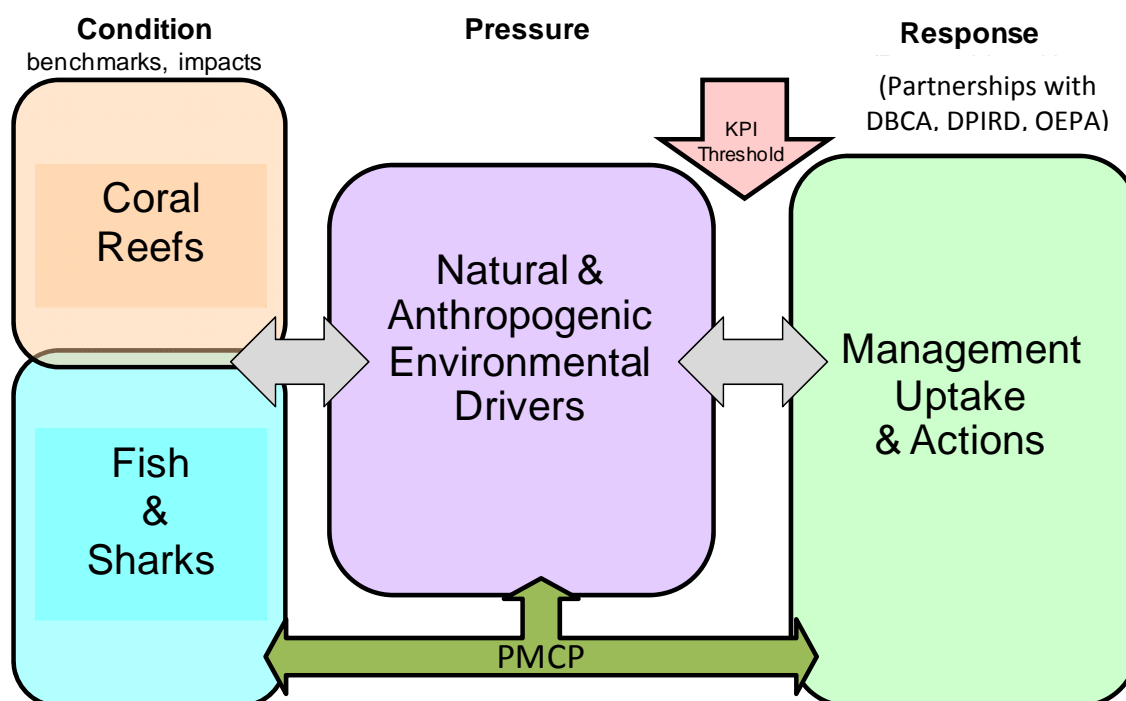 Condition
benchmarks, impacts
Coral
Reefs
Fish
&
Sharks
Pressure
Natural &
Anthropogenic
Environmental
Drivers
KPI
Threshold
Response
(Partnerships with
DBCA, DPIRD, OEPA)
Management
Uptake
& Actions
PMCP